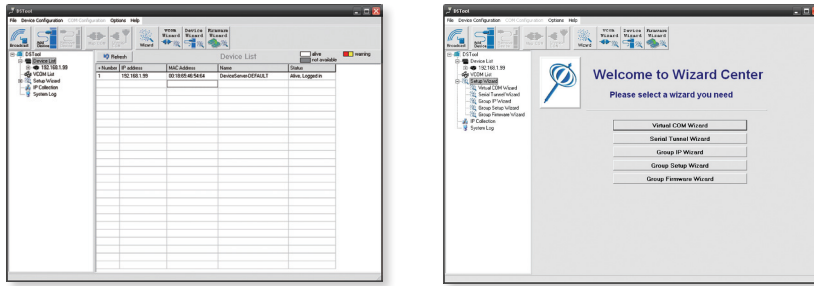 DSTool
File Device Configuration COM Configuration Options Help
Broadcast Add Device Wizard VCOM Wizard Device Wizard Firmware Wizard
DSTool
Device List
192.168.1.99
VCOM List
Setup Wizard
IP Collection
System Log
Refresh
Device List
alive
warning
not available
Number IP address MAC Address Name Status
1 192.168.1.99 00:18:69:46:54:64 DeviceServer-DEFAULT Alive, Logged in
DSTool
File Device Configuration COM Configuration Options Help
Broadcast Add Device Wizard VCOM Wizard Device Wizard Firmware Wizard
DSTool
Device List
192.168.1.99
VCOM List
Setup Wizard
Virtual COM Wizard
Serial Tunnel Wizard
Group IP Wizard
Group Setup Wizard
Group Firmware Wizard
IP Collection
System Log
Welcome to Wizard Center
Please select a wizard you need
Virtual COM Wizard
Serial Tunnel Wizard
Group IP Wizard
Group Setup Wizard
Group Firmware Wizard